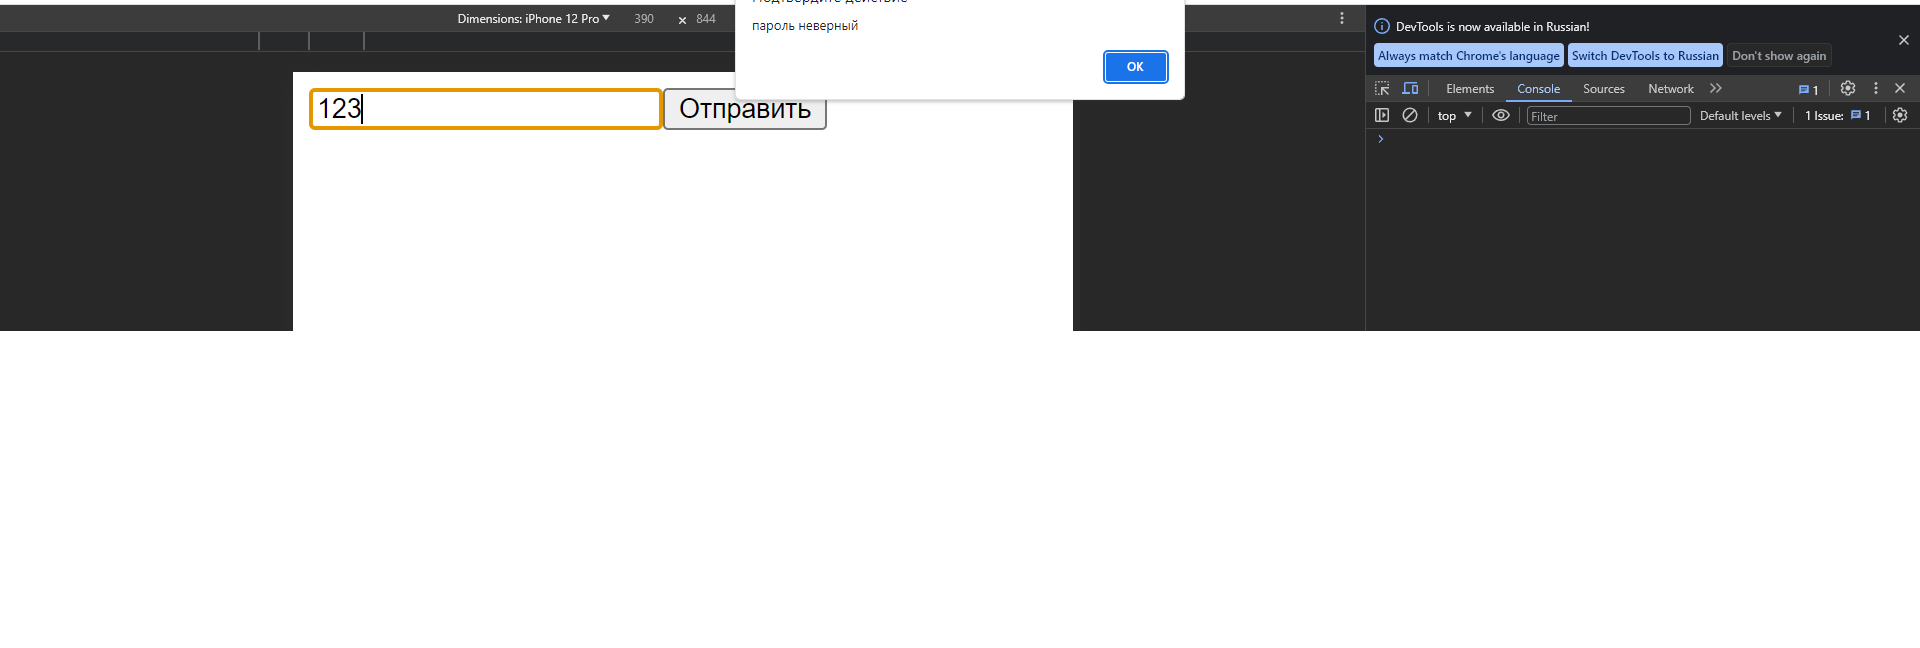 Dimensions: iPhone 12 Pro 390 × 844
Подтвердите действие
пароль неверный
OK
123
Отправить
DevTools is now available in Russian!
Always match Chrome's language Switch DevTools to Russian Don't show again
Elements Console Sources Network 1
top Filter Default levels 1 Issue: 1